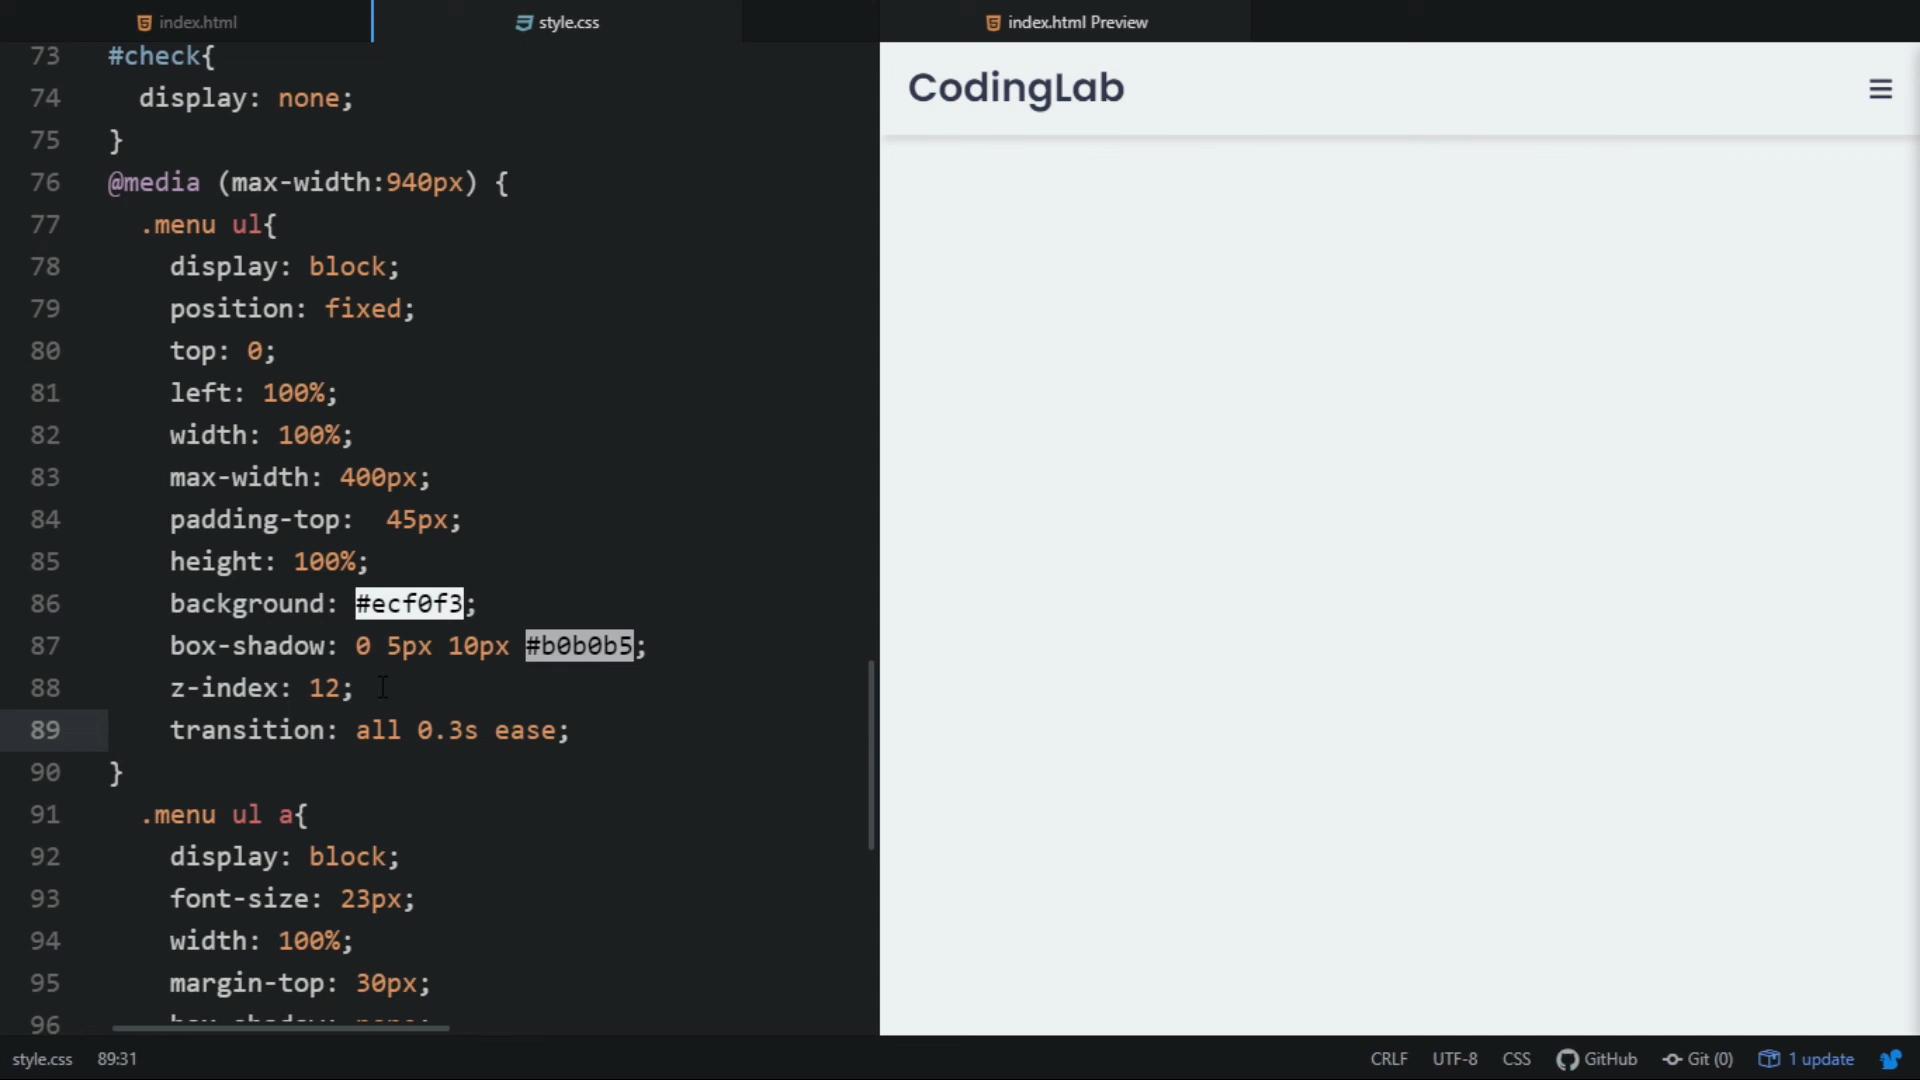 index.html
style.css
index.html Preview
73 #check{
74 display: none;
75 }
76 @media (max-width:940px) {
77 .menu ul{
78 display: block;
79 position: fixed;
80 top: 0;
81 left: 100%;
82 width: 100%;
83 max-width: 400px;
84 padding-top:  45px;
85 height: 100%;
86 background: #ecf0f3;
87 box-shadow: 0 5px 10px #b0b0b5;
88 z-index: 12;
89 transition: all 0.3s ease;
90 }
91 .menu ul a{
92 display: block;
93 font-size: 23px;
94 width: 100%;
95 margin-top: 30px;
96 box-shadow: none;
CodingLab
style.css 89:31
CRLF UTF-8 CSS GitHub Git (0) 1 update